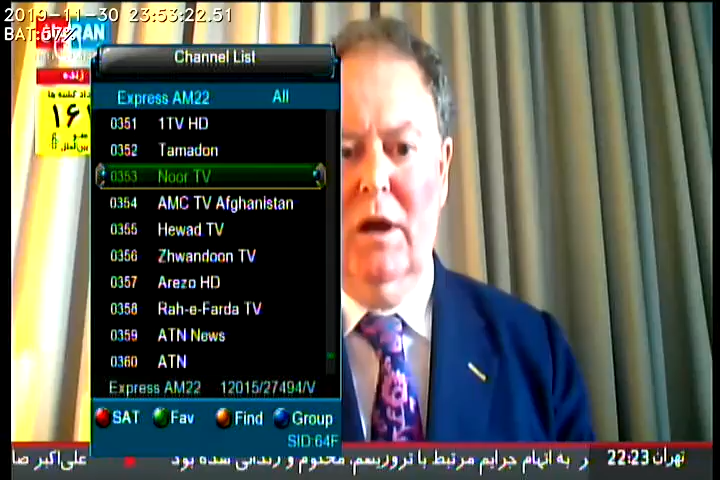 2019-11-30 23:53:22.51
RAN
زنده
Channel List
Express AM22 All
0351 1TV HD
0352 Tamadon
0353 Noor TV
0354 AMC TV Afghanistan
0355 Hewad TV
0356 Zhwandoon TV
0357 Arezo HD
0358 Rah-e-Farda TV
0359 ATN News
0360 ATN
Express AM22 12015/27494/V
SAT Fav Find Group
SID:64F
تهران 22:23
ر به اتهام جرایم مرتبط با تروریسم، محکوم و زندانی شده بود
علی‌اکبر صا